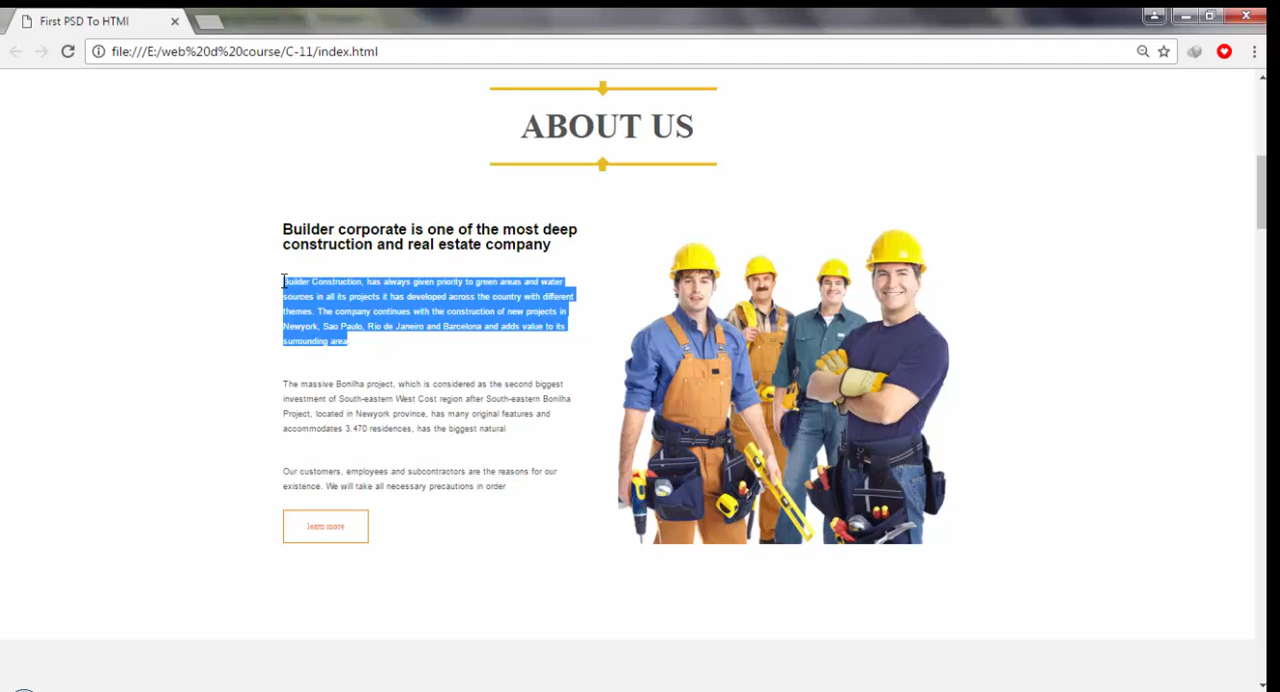 First PSD To HTMl
file:///E:/web%20d%20course/C-11/index.html
ABOUT US
Builder corporate is one of the most deep
construction and real estate company
Builder Construction, has always given priority to green areas and water
sources in all its projects it has developed across the country with different
themes. The company continues with the construction of new projects in
Newyork, Sao Paulo, Rio de Janeiro and Barcelona and adds value to its
surrounding area
The massive Bonilha project, which is considered as the second biggest
investment of South-eastern West Cost region after South-eastern Bonilha
Project, located in Newyork province, has many original features and
accommodates 3.470 residences, has the biggest natural
Our customers, employees and subcontractors are the reasons for our
existence. We will take all necessary precautions in order
learn more